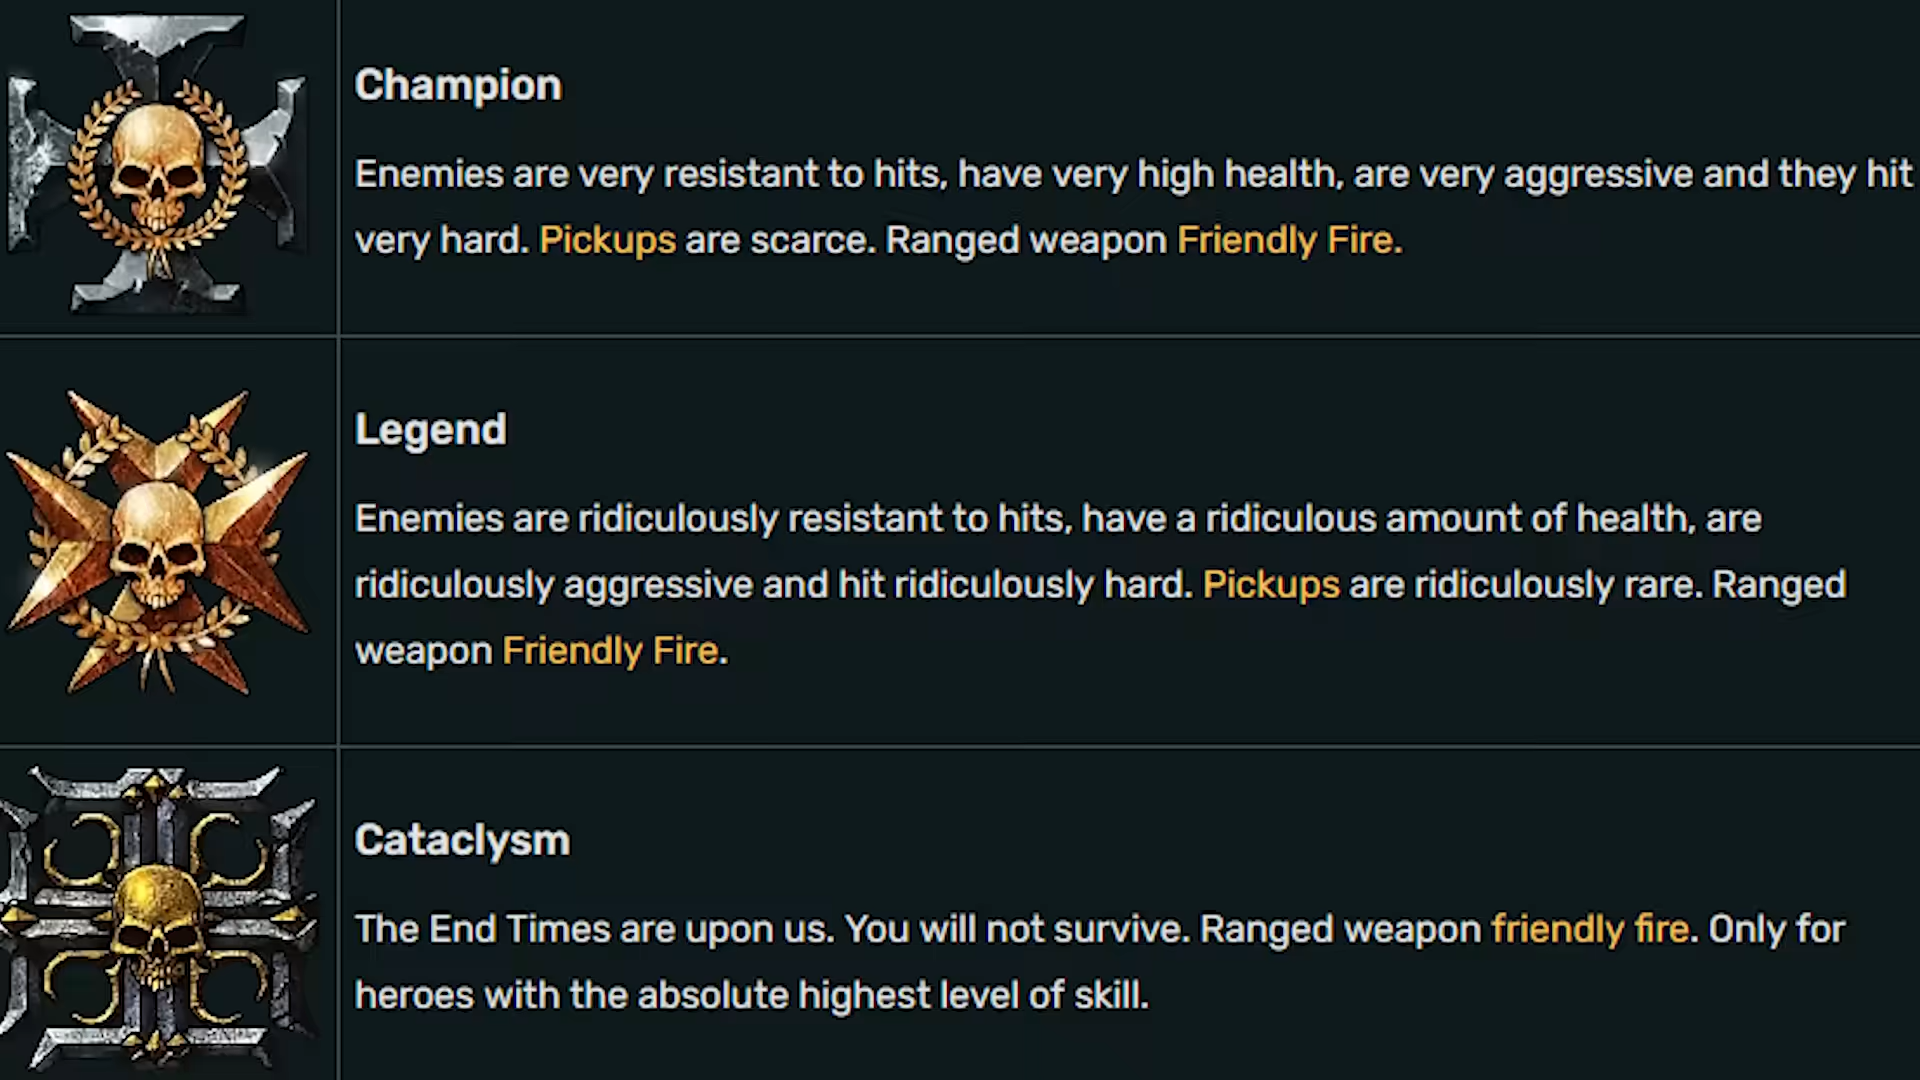 Champion
Enemies are very resistant to hits, have very high health, are very aggressive and they hit
very hard. Pickups are scarce. Ranged weapon Friendly Fire.
Legend
Enemies are ridiculously resistant to hits, have a ridiculous amount of health, are
ridiculously aggressive and hit ridiculously hard. Pickups are ridiculously rare. Ranged
weapon Friendly Fire.
Cataclysm
The End Times are upon us. You will not survive. Ranged weapon friendly fire. Only for
heroes with the absolute highest level of skill.